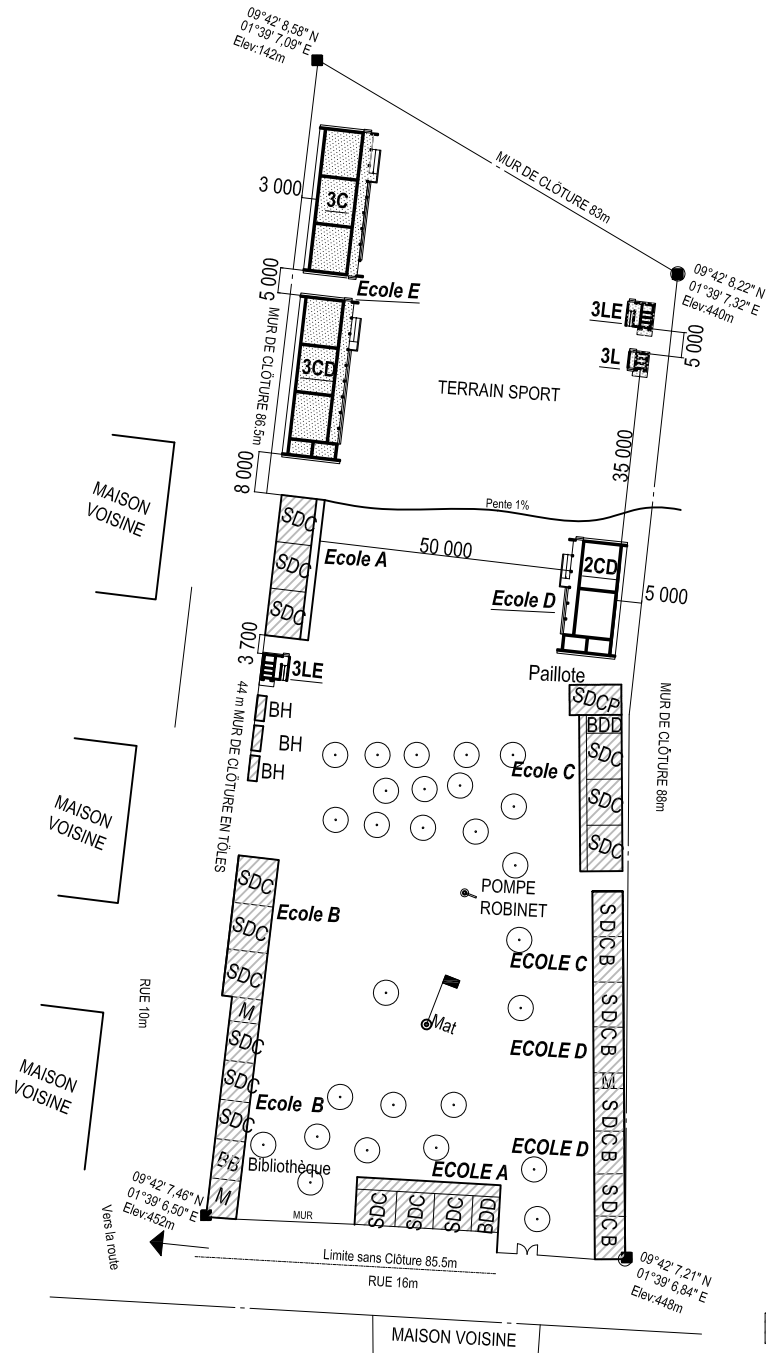 09°42' 8,58" N
01°39' 7,09" E
Elev:142m
MUR DE CLÔTURE 83m
3 000
3C
09°42' 8,22" N
01°39' 7,32" E
Elev:440m
5 000
Ecole E
MUR DE CLÔTURE 86.5m
3LE
3L
5 000
3CD
TERRAIN SPORT
35 000
8 000
MAISON
VOISINE
SDC
SDC
SDC
Pente 1%
Ecole A
50 000
2CD
Ecole D
5 000
3 700
3LE
Paillote
44 m MUR DE CLÔTURE EN TÖLES
BH
BH
BH
SDCP
BDD
SDC
SDC
SDC
MUR DE CLÔTURE 88m
Ecole C
MAISON
VOISINE
SDC
SDC
SDC
Ecole B
POMPE
ROBINET
SDCB
ECOLE C
RUE 10m
M
Mat
SDCB
ECOLE D
M
MAISON
VOISINE
SDC
SDC
SDC
Ecole B
SDCB
ECOLE D
BB
Bibliothèque
M
ECOLE A
SDC
SDC
SDC
BDD
SDCB
09°42' 7,46" N
01°39' 6,50" E
Elev:452m
MUR
Vers la route
Limite sans Clôture 85.5m
RUE 16m
09°42' 7,21" N
01°39' 6,84" E
Elev:448m
MAISON VOISINE